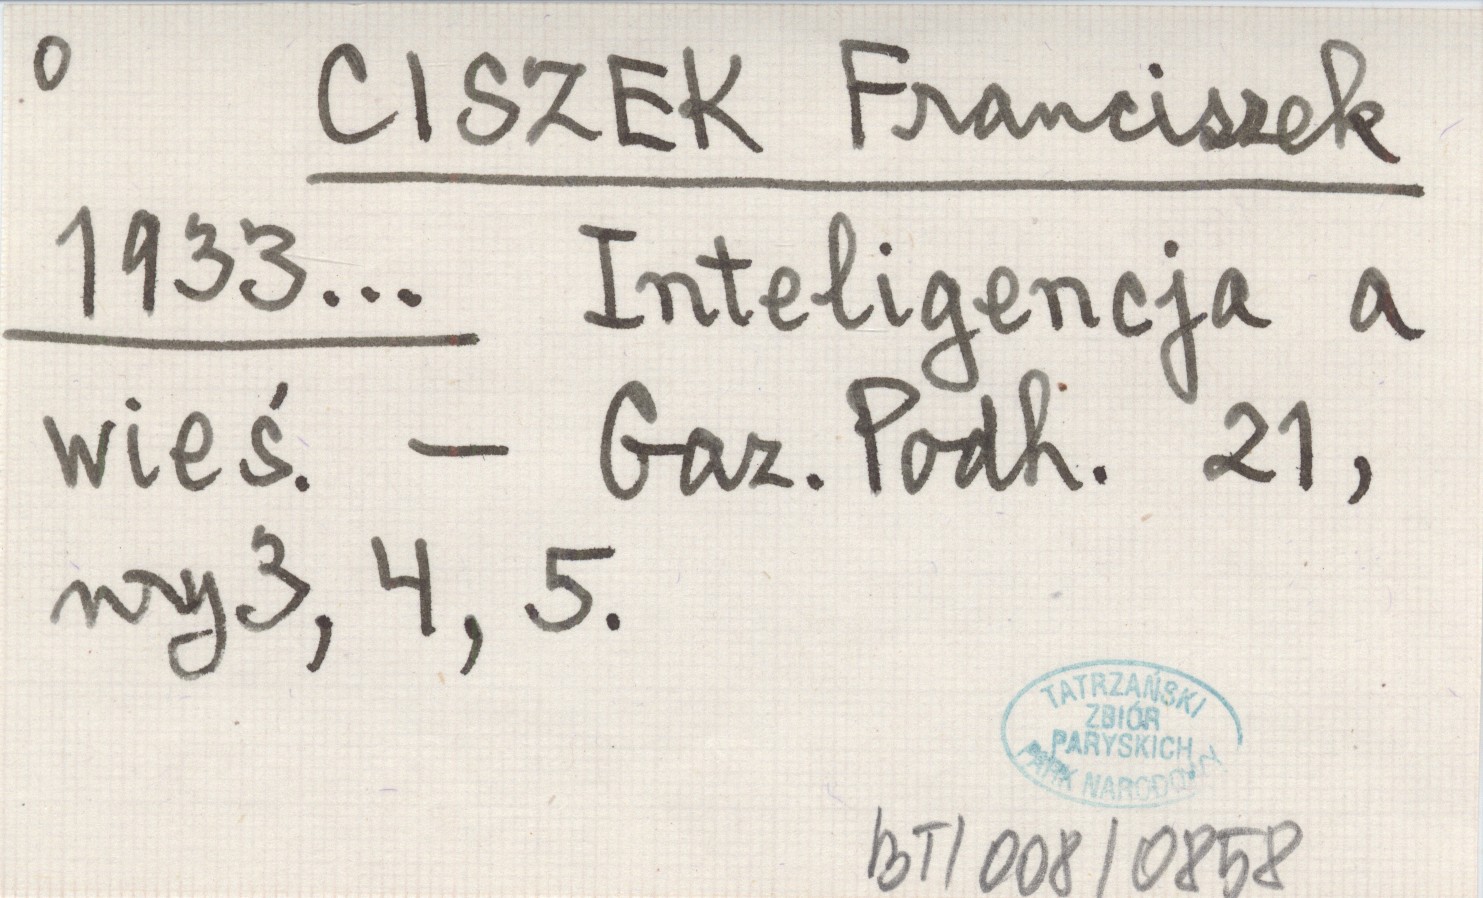 o CISZEK Franciszek
1933... Inteligencja a
wieś. — Gaz. Podh. 21,
nry 3, 4, 5.
TATRZAŃSKI
ZBIÓR
PARYSKICH
PARK NARODOWY
BT/008/0858